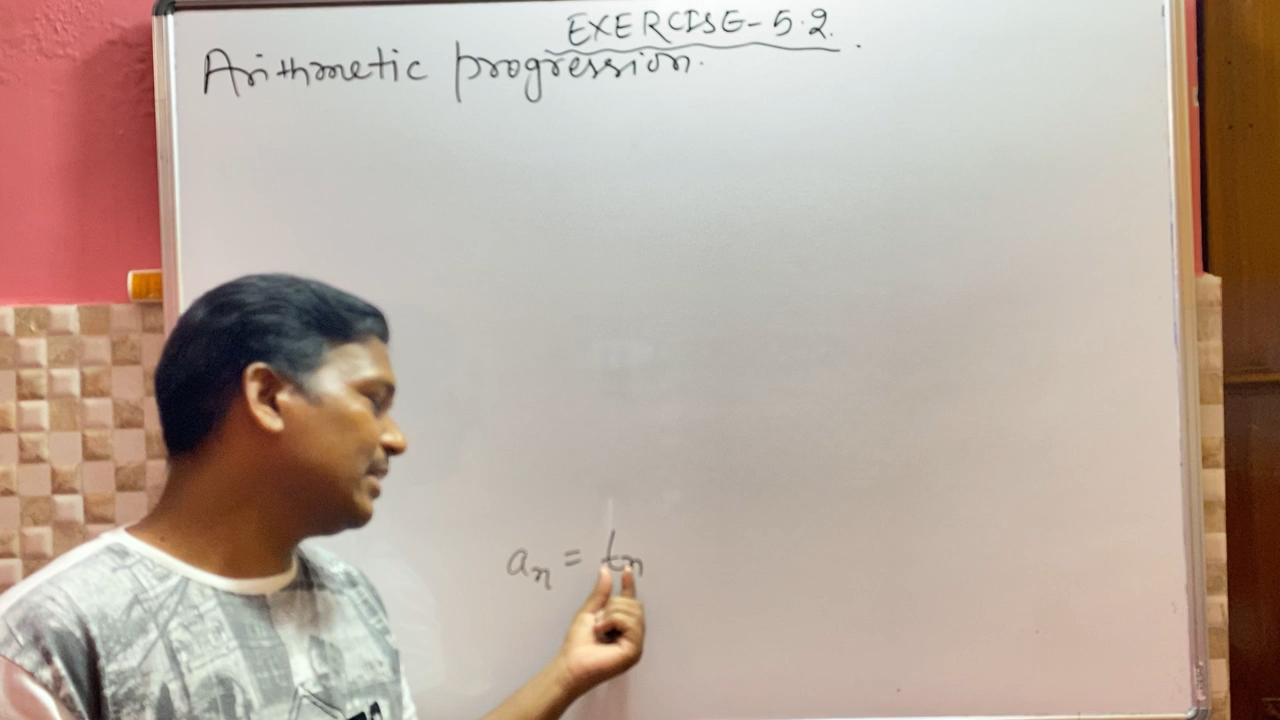 EXERCISE-5.2.
Arithmetic progression.
aₙ = tₙ